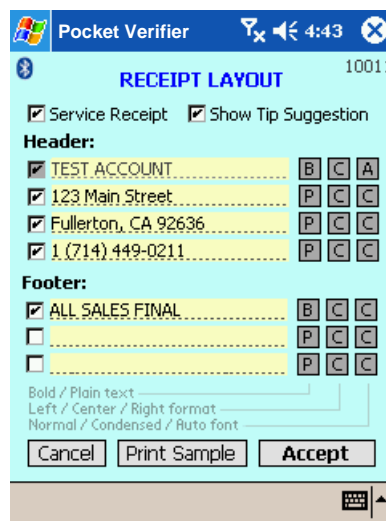 Pocket Verifier 4:43
10011
RECEIPT LAYOUT
Service Receipt Show Tip Suggestion
Header:
TEST ACCOUNT B C A
123 Main Street P C C
Fullerton, CA 92636 P C C
1 (714) 449-0211 P C C
Footer:
ALL SALES FINAL B C C
P C C
P C C
Bold / Plain text
Left / Center / Right format
Normal / Condensed / Auto font
Cancel Print Sample Accept